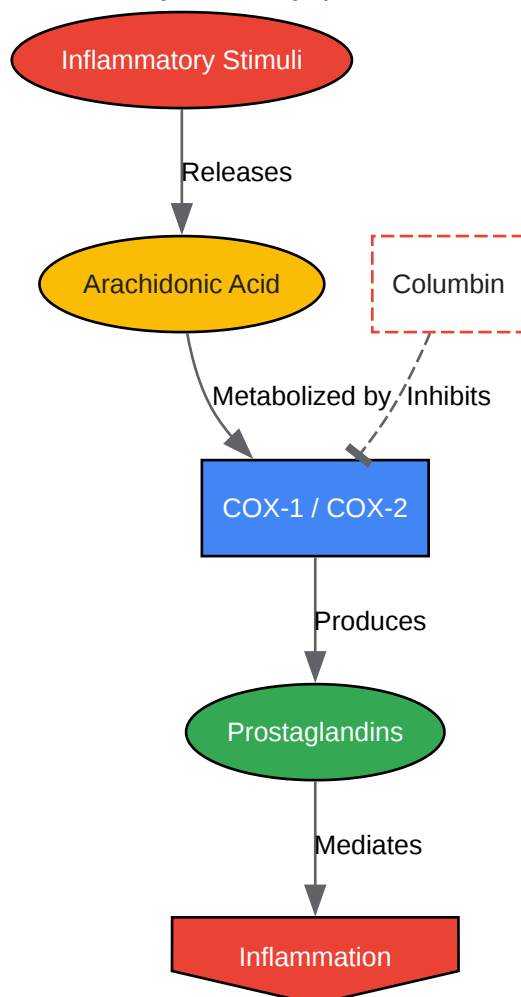 Inflammatory Stimuli
Releases
Arachidonic Acid
Columbin
Metabolized by
Inhibits
COX-1 / COX-2
Produces
Prostaglandins
Mediates
Inflammation